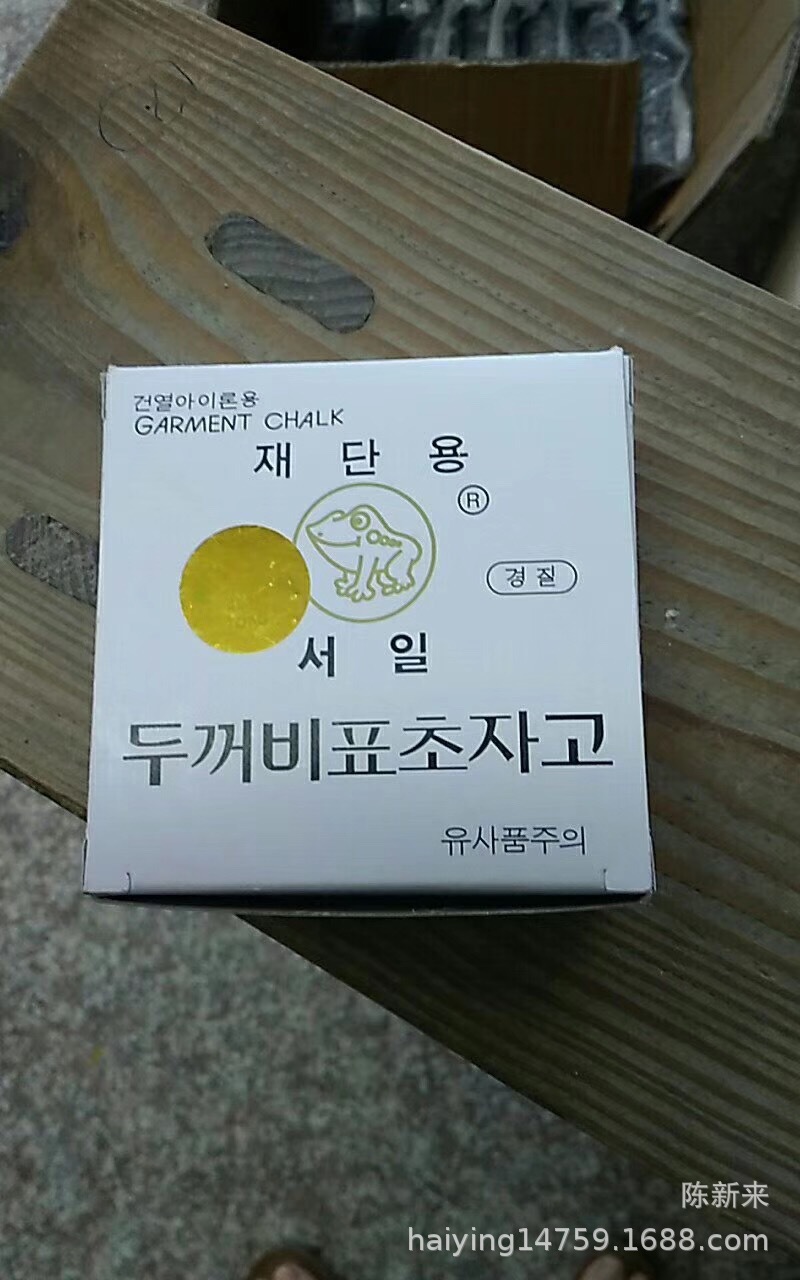 건열아이론용
GARMENT CHALK
재 단 용
®
경 질
서 일
두꺼비표초자고
유사품주의
陈新来
haiying14759.1688.com